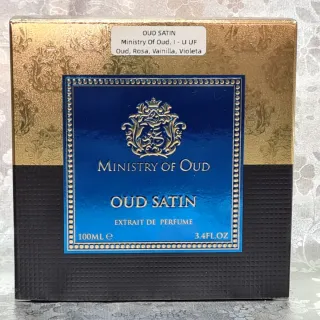 OUD SATIN
Ministry Of Oud. I - U UF
Oud, Rosa, Vainilla, Violeta
MINISTRY OF OUD
OUD SATIN
EXTRAIT DE PERFUME
100ML ℮ 3.4FL.OZ